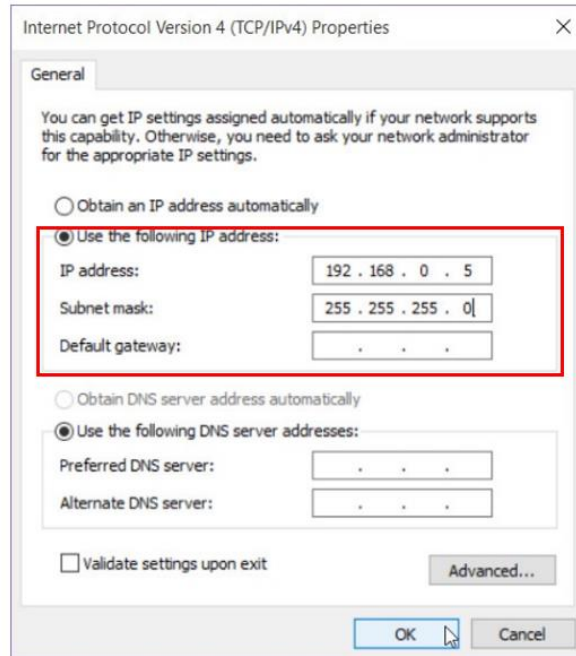 Internet Protocol Version 4 (TCP/IPv4) Properties
General
You can get IP settings assigned automatically if your network supports
this capability. Otherwise, you need to ask your network administrator
for the appropriate IP settings.
Obtain an IP address automatically
Use the following IP address:
IP address: 192 . 168 . 0 . 5
Subnet mask: 255 . 255 . 255 . 0
Default gateway: . . .
Obtain DNS server address automatically
Use the following DNS server addresses:
Preferred DNS server: . . .
Alternate DNS server: . . .
Validate settings upon exit
Advanced...
OK Cancel